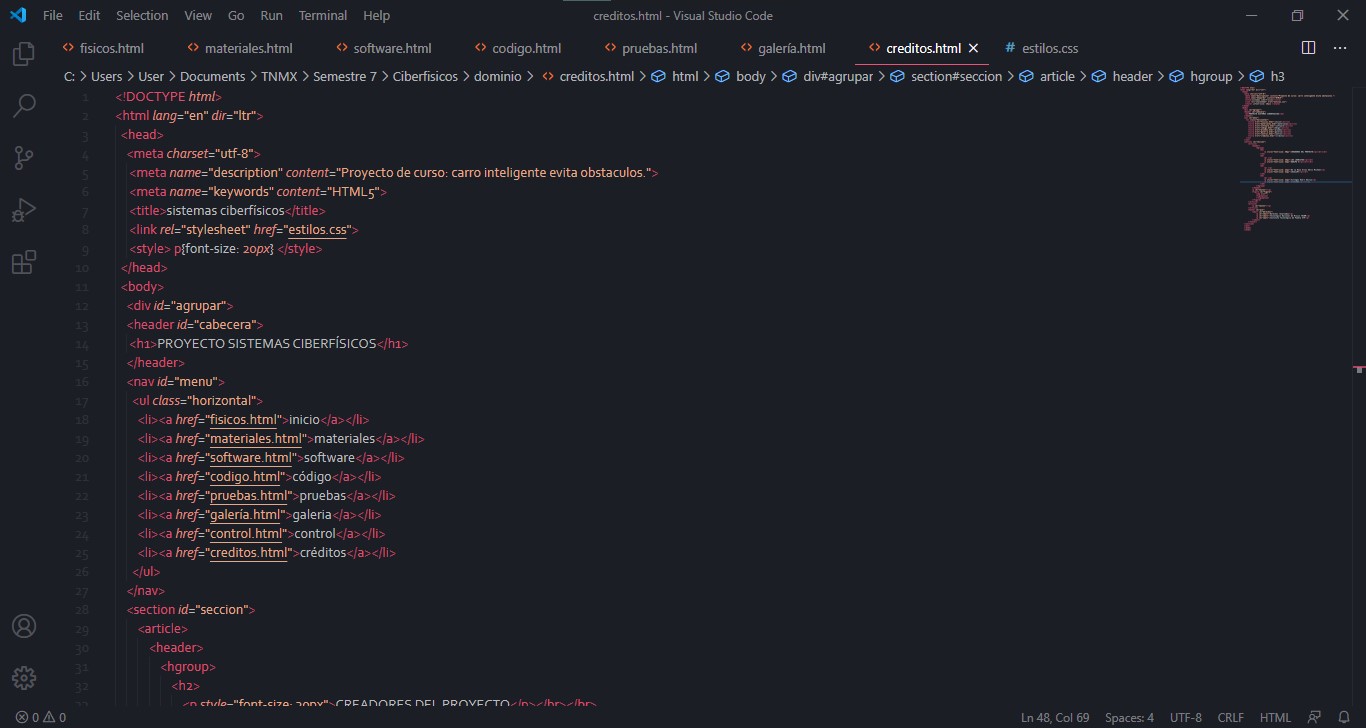 File Edit Selection View Go Run Terminal Help creditos.html - Visual Studio Code
fisicos.html materiales.html software.html codigo.html pruebas.html galería.html creditos.html estilos.css
C: > Users > User > Documents > TNMX > Semestre 7 > Ciberfisicos > dominio > creditos.html > html > body > div#agrupar > section#seccion > article > header > hgroup > h3
1 <!DOCTYPE html>
2 <html lang="en" dir="ltr">
3 <head>
4 <meta charset="utf-8">
5 <meta name="description" content="Proyecto de curso: carro inteligente evita obstaculos.">
6 <meta name="keywords" content="HTML5">
7 <title>sistemas ciberfísicos</title>
8 <link rel="stylesheet" href="estilos.css">
9 <style> p{font-size: 20px} </style>
10 </head>
11 <body>
12 <div id="agrupar">
13 <header id="cabecera">
14 <h1>PROYECTO SISTEMAS CIBERFÍSICOS</h1>
15 </header>
16 <nav id="menu">
17 <ul class="horizontal">
18 <li><a href="fisicos.html">inicio</a></li>
19 <li><a href="materiales.html">materiales</a></li>
20 <li><a href="software.html">software</a></li>
21 <li><a href="codigo.html">código</a></li>
22 <li><a href="pruebas.html">pruebas</a></li>
23 <li><a href="galería.html">galeria</a></li>
24 <li><a href="control.html">control</a></li>
25 <li><a href="creditos.html">créditos</a></li>
26 </ul>
27 </nav>
28 <section id="seccion">
29 <article>
30 <header>
31 <hgroup>
32 <h2>
33 <p style="font-size: 20px">CREADORES DEL PROYECTO</p></br></br>
0 0 Ln 48, Col 69 Spaces: 4 UTF-8 CRLF HTML